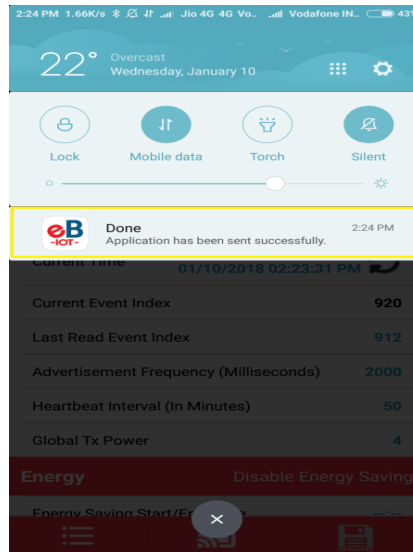 2:24 PM 1.66K/s Jio 4G 4G Vo.. Vodafone IN.. 43
22° Overcast
Wednesday, January 10
Lock Mobile data Torch Silent
eB
-IOT-
Done 2:24 PM
Application has been sent successfully.
Current Time 01/10/2018 02:23:31 PM
Current Event Index 920
Last Read Event Index 912
Advertisement Frequency (Milliseconds) 2000
Heartbeat Interval (In Minutes) 50
Global Tx Power 4
Energy Disable Energy Saving
Energy Saving Start/ --:--